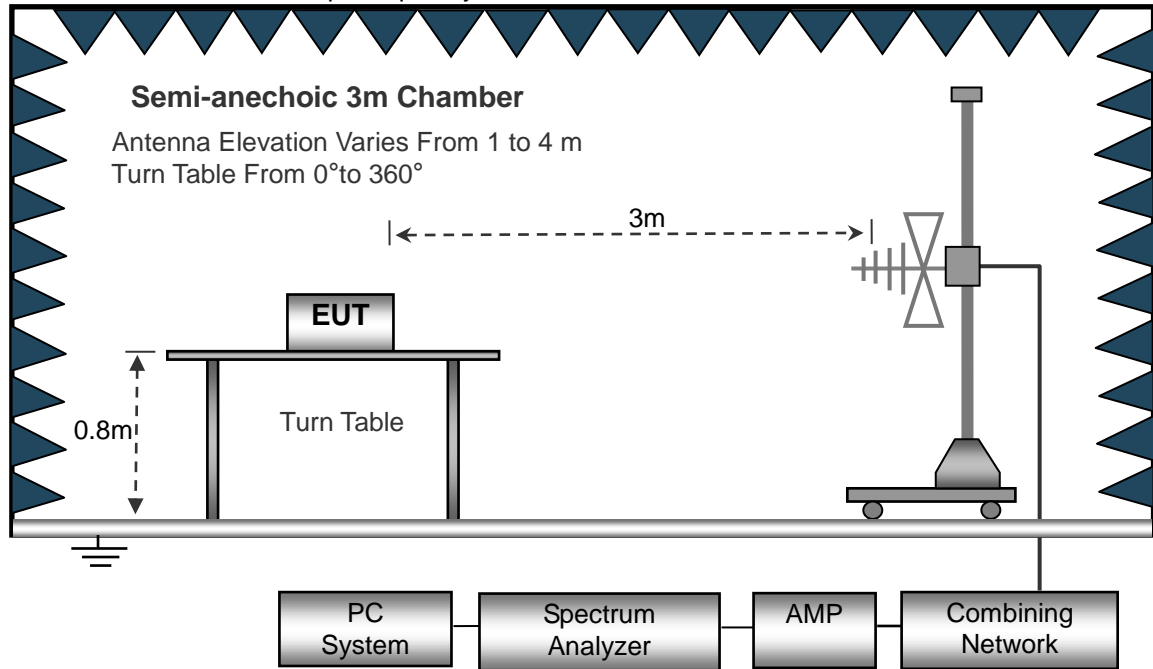 Semi-anechoic 3m Chamber
Antenna Elevation Varies From 1 to 4 m
Turn Table From 0°to 360°
3m
EUT
0.8m
Turn Table
PC
System
Spectrum
Analyzer
AMP
Combining
Network